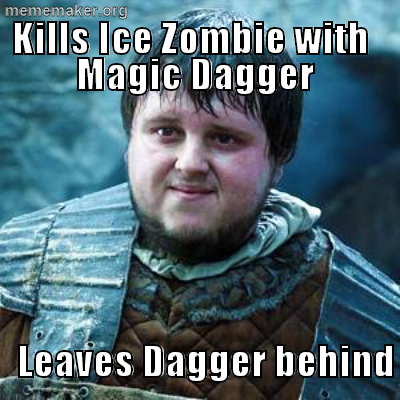 mememaker.org
Kills Ice Zombie with
Magic Dagger
Leaves Dagger behind